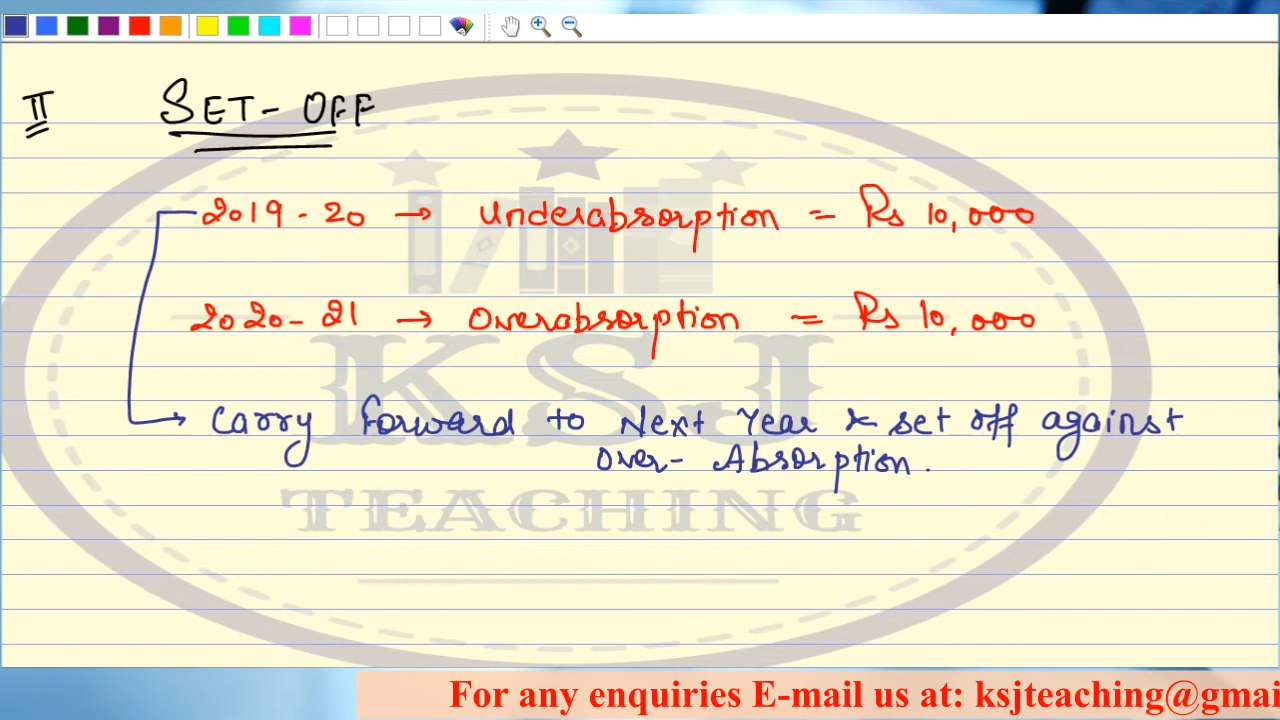 II SET-OFF
2019-20 → Underabsorption = Rs 10,000
2020-21 → Overabsorption = Rs 10,000
→ Carry forward to Next Year & set off against
Over-Absorption.
KSJ
TEACHING
For any enquiries E-mail us at: ksjteaching@gmai